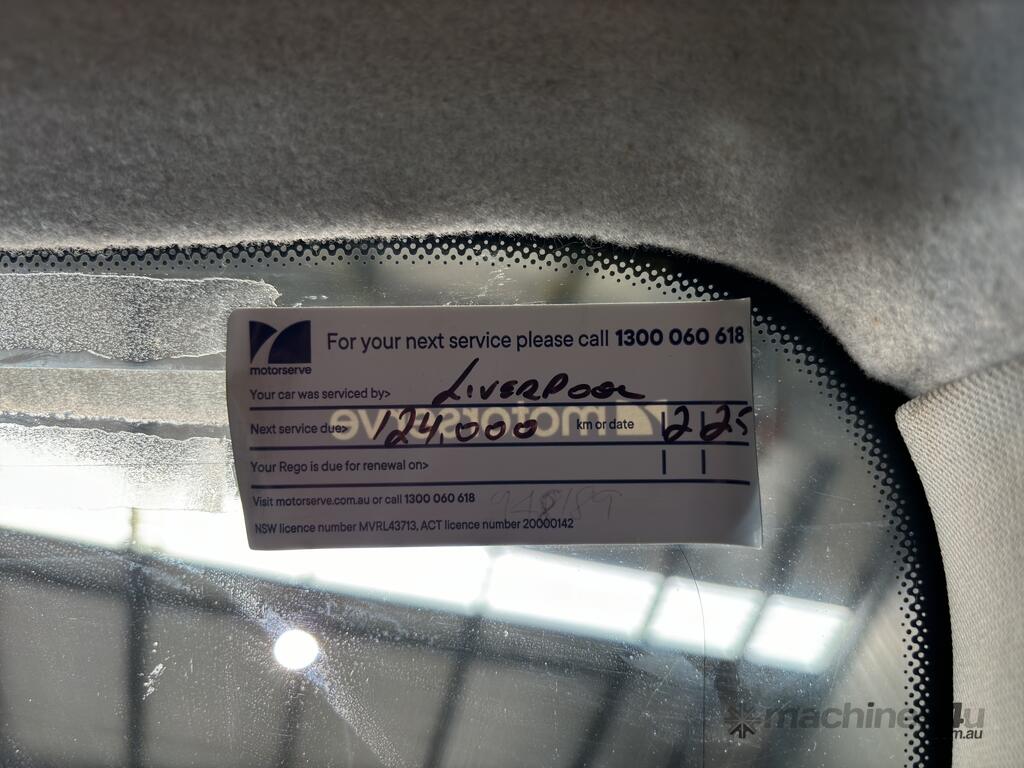 For your next service please call 1300 060 618
motorserve
Your car was serviced by> LIVERPOOL
Next service due> 124,000 km or date 12 | 25
Your Rego is due for renewal on>
Visit motorserve.com.au or call 1300 060 618
NSW licence number MVRL43713, ACT licence number 20000142
motorserve
machines4u
.com.au